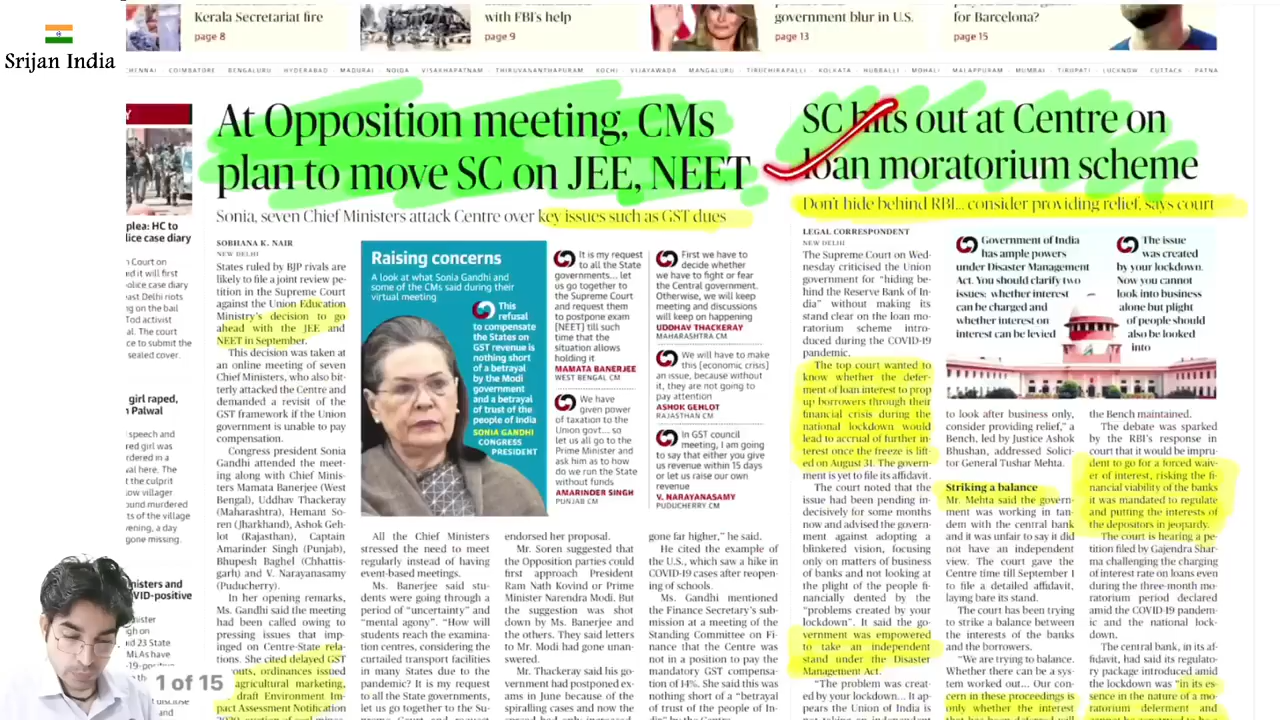 Srijan India
Kerala Secretariat fire
page 8
with FBI's help
page 9
government blur in U.S.
page 13
for Barcelona?
page 15
CHENNAI COIMBATORE BENGALURU HYDERABAD MADURAI NOIDA VISAKHAPATNAM THIRUVANANTHAPURAM KOCHI VIJAYAWADA MANGALURU TIRUCHIRAPALLI KOLKATA HUBBALLI MOHALI MALAPPURAM MUMBAI TIRUPATI LUCKNOW CUTTACK PATNA
plea: HC to
lice case diary
girl raped,
n Palwal
gone missing.
nisters and
VID-positive
1 of 15
At Opposition meeting, CMs
plan to move SC on JEE, NEET
Sonia, seven Chief Ministers attack Centre over key issues such as GST dues
SOBHANA K. NAIR
NEW DELHI
States ruled by BJP rivals are
likely to file a joint review pe-
tition in the Supreme Court
against the Union Education
Ministry's decision to go
ahead with the JEE and
NEET in September.
This decision was taken at
an online meeting of seven
Chief Ministers, who also bit-
terly attacked the Centre and
demanded a revisit of the
GST framework if the Union
government is unable to pay
compensation.
Congress president Sonia
Gandhi attended the meet-
ing along with Chief Minis-
ters Mamata Banerjee (West
Bengal), Uddhav Thackeray
(Maharashtra), Hemant So-
ren (Jharkhand), Ashok Geh-
lot (Rajasthan), Captain
Amarinder Singh (Punjab),
Bhupesh Baghel (Chhattis-
garh) and V. Narayanasamy
(Puducherry).
In her opening remarks,
Ms. Gandhi said the meeting
had been called owing to
pressing issues that imp-
inged on Centre-State rela-
tions. She cited delayed GST
outs, ordinances issued
agricultural marketing,
draft Environment Im-
pact Assessment Notification
Raising concerns
A look at what Sonia Gandhi and
some of the CMs said during their
virtual meeting
This
refusal
to compensate
the States on
GST revenue is
nothing short
of a betrayal
by the Modi
government
and a betrayal
of trust of the
people of India
SONIA GANDHI
CONGRESS
PRESIDENT
It is my request
to all the State
governments... let
us go together to
the Supreme Court
and request them
to postpone exam
[NEET] till such
time that the
situation allows
holding it
MAMATA BANERJEE
WEST BENGAL CM
We have
given power
of taxation to the
Union govt... so
let us all go to the
Prime Minister and
ask him as to how
do we run the State
without funds
AMARINDER SINGH
PUNJAB CM
First we have to
decide whether
we have to fight or fear
the Central government.
Otherwise, we will keep
meeting and discussions
will keep on happening
UDDHAV THACKERAY
MAHARASHTRA CM
We will have to make
this [economic crisis]
an issue, because without
it, they are not going to
pay attention
ASHOK GEHLOT
RAJASTHAN CM
In GST council
meeting, I am going
to say that either you
give us revenue within 15 days
or let us raise our own
revenue
V. NARAYANASAMY
PUDUCHERRY CM
All the Chief Ministers
stressed the need to meet
regularly instead of having
event-based meetings.
Ms. Banerjee said stu-
dents were going through a
period of "uncertainty" and
"mental agony". "How will
students reach the examina-
tion centres, considering the
curtailed transport facilities
in many States due to the
pandemic? It is my request
to all the State governments,
let us go together to the
endorsed her proposal.
Mr. Soren suggested that
the Opposition parties could
first approach President
Ram Nath Kovind or Prime
Minister Narendra Modi. But
the suggestion was shot
down by Ms. Banerjee and
the others. They said letters
to Mr. Modi had gone unan-
swered.
Mr. Thackeray said his go-
vernment had postponed ex-
ams in June because of the
spiralling cases and now the
gone far higher," he said.
He cited the example of
the U.S., which saw a hike in
COVID-19 cases after reopen-
ing of schools.
Ms. Gandhi mentioned
the Finance Secretary's sub-
mission at a meeting of the
Standing Committee on Fi-
nance that the Centre was
not in a position to pay the
mandatory GST compensa-
tion of 14%. She said this was
nothing short of a "betrayal
of trust of the people of In-
SC hits out at Centre on
loan moratorium scheme
Don't hide behind RBI... consider providing relief, says court
LEGAL CORRESPONDENT
NEW DELHI
The Supreme Court on Wed-
nesday criticised the Union
government for "hiding be-
hind the Reserve Bank of In-
dia" without making its
stand clear on the loan mo-
ratorium scheme intro-
duced during the COVID-19
pandemic.
The top court wanted to
know whether the defer-
ment of loan interest to prop
up borrowers through their
financial crisis during the
national lockdown would
lead to accrual of further in-
terest once the freeze is lift-
ed on August 31. The govern-
ment is yet to file its affidavit.
The court noted that the
issue had been pending in-
decisively for some months
now and advised the govern-
ment against adopting a
blinkered vision, focusing
only on matters of business
of banks and not looking at
the plight of the people fi-
nancially dented by the
"problems created by your
lockdown". It said the go-
vernment was empowered
to take an independent
stand under the Disaster
Management Act.
"The problem was creat-
ed by your lockdown... It ap-
Government of India
has ample powers
under Disaster Management
Act. You should clarify two
issues: whether interest
can be charged and
whether interest on
interest can be levied
The issue
was created
by your lockdown.
Now you cannot
look into business
alone but plight
of people should
also be looked
into
to look after business only,
consider providing relief," a
Bench, led by Justice Ashok
Bhushan, addressed Solici-
tor General Tushar Mehta.
Striking a balance
Mr. Mehta said the govern-
ment was working in tan-
dem with the central bank
and it was unfair to say it did
not have an independent
view. The court gave the
Centre time till September 1
to file a detailed affidavit,
laying bare its stand.
The court has been trying
to strike a balance between
the interests of the banks
and the borrowers.
"We are trying to balance.
Whether there can be a sys-
tem worked out... Our con-
cern in these proceedings is
only whether the interest
the Bench maintained.
The debate was sparked
by the RBI's response in
court that it would be impru-
dent to go for a forced waiv-
er of interest, risking the fi-
nancial viability of the banks
it was mandated to regulate
and putting the interests of
the depositors in jeopardy.
The court is hearing a pe-
tition filed by Gajendra Shar-
ma challenging the charging
of interest rate on loans even
during the three-month mo-
ratorium period declared
amid the COVID-19 pandem-
ic and the national lock-
down.
The central bank, in its af-
fidavit, had said its regulato-
ry package introduced amid
the lockdown was "in its es-
sence in the nature of a mo-
ratorium deferment and